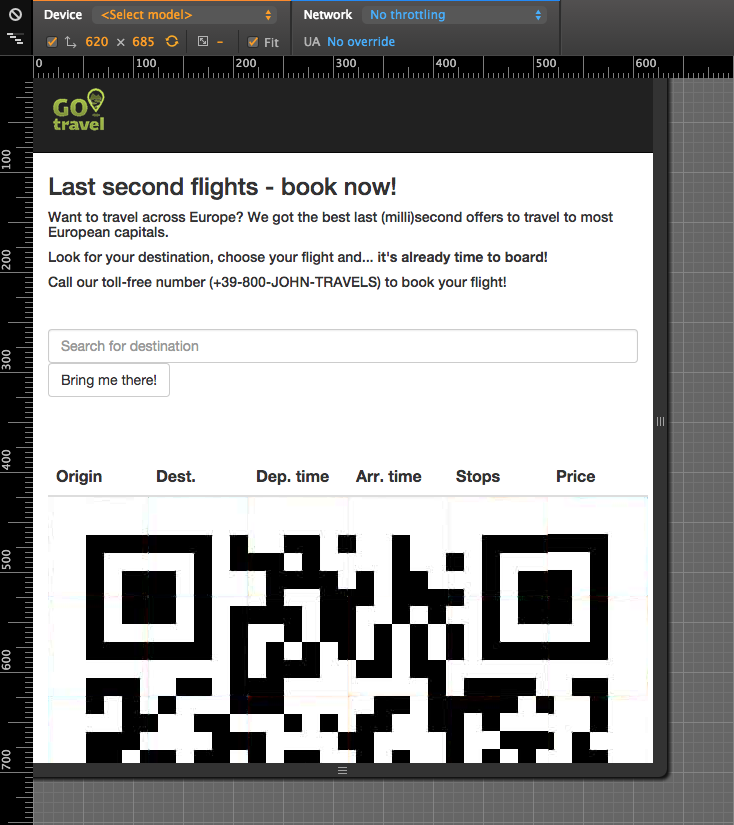 Device <Select model> Network No throttling
620 × 685 – Fit UA No override
0 100 200 300 400 500 600
100
200
300
400
500
600
700
GO
travel
Last second flights - book now!
Want to travel across Europe? We got the best last (milli)second offers to travel to most
European capitals.
Look for your destination, choose your flight and... it's already time to board!
Call our toll-free number (+39-800-JOHN-TRAVELS) to book your flight!
Search for destination
Bring me there!
Origin Dest. Dep. time Arr. time Stops Price